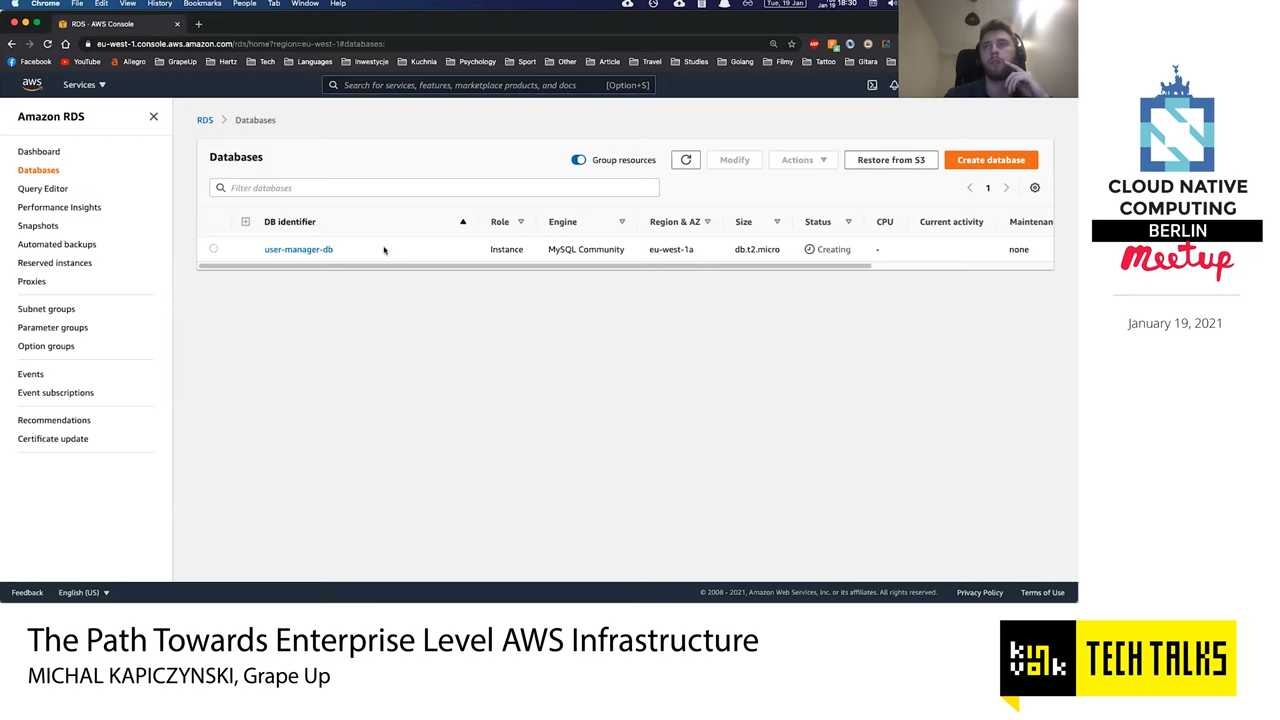 Chrome File Edit View History Bookmarks People Tab Window Help Tue, 19 Jan Jan 19 18:30
RDS · AWS Console
eu-west-1.console.aws.amazon.com/rds/home?region=eu-west-1#databases:
Facebook YouTube Allegro GrapeUp Hertz Tech Languages Inwestycje Kuchnia Psychology Sport Other Article Travel Studies Golang Filmy Tattoo Gitara
aws Services Search for services, features, marketplace products, and docs [Option+S]
Amazon RDS
Dashboard
Databases
Query Editor
Performance Insights
Snapshots
Automated backups
Reserved instances
Proxies
Subnet groups
Parameter groups
Option groups
Events
Event subscriptions
Recommendations
Certificate update
RDS > Databases
Databases Group resources Modify Actions Restore from S3 Create database
Filter databases 1
DB identifier Role Engine Region & AZ Size Status CPU Current activity Maintenan
user-manager-db Instance MySQL Community eu-west-1a db.t2.micro Creating - none
Feedback English (US) © 2008 - 2021, Amazon Web Services, Inc. or its affiliates. All rights reserved. Privacy Policy Terms of Use
CLOUD NATIVE
COMPUTING
BERLIN
Meetup
January 19, 2021
The Path Towards Enterprise Level AWS Infrastructure
MICHAL KAPICZYNSKI, Grape Up
kinvolk TECH TALKS